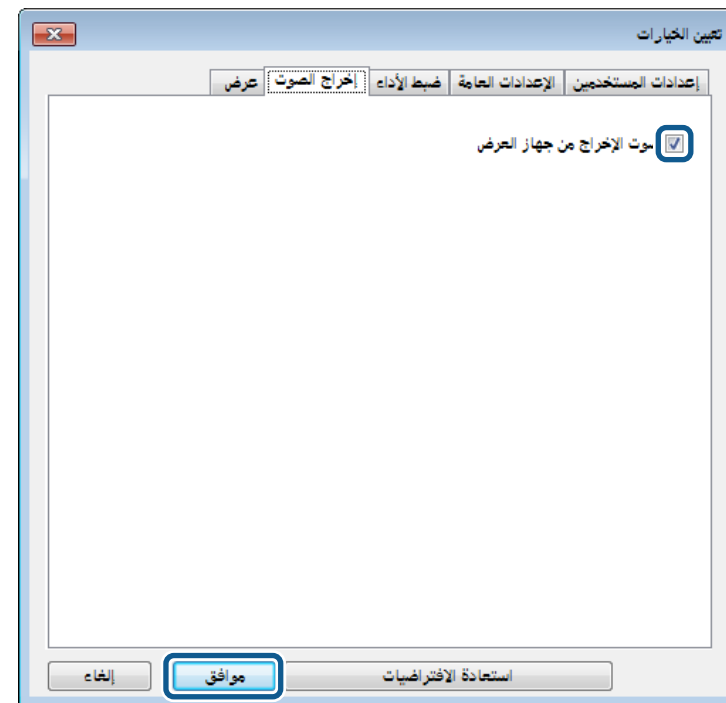 تعيين الخيارات
إعدادات المستخدمين الإعدادات العامة ضبط الأداء إخراج الصوت عرض
الإخراج من جهاز العرض
استعادة الافتراضيات موافق إلغاء